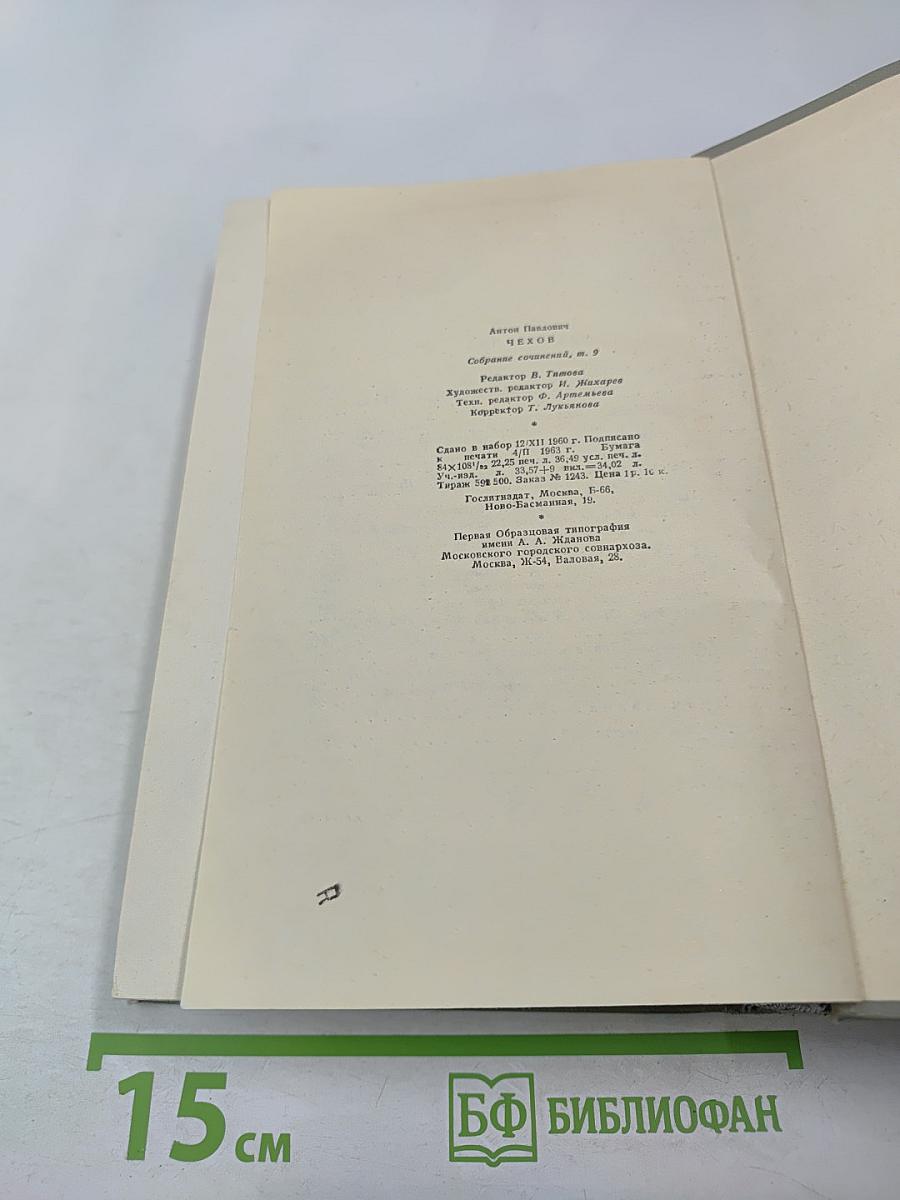 Антон Павлович
ЧЕХОВ
Собрание сочинений, т. 9
Редактор В. Титова
Художеств. редактор И. Жихарев
Техн. редактор Ф. Артемьева
Корректор Т. Лукьянова
*
Сдано в набор 12/XII 1960 г. Подписано
к печати 4/II 1963 г. Бумага
84×108¹/₃₂ 22,25 печ. л. 36,49 усл. печ. л.
Уч.-изд. л. 33,57+9 вкл.=34,02 л.
Тираж 500. Заказ № 1243. Цена 1 р. 10 к.
Гослитиздат, Москва, Б-66,
Ново-Басманная, 19.
*
Первая Образцовая типография
имени А. А. Жданова
Московского городского совнархоза.
Москва, Ж-54, Валовая, 28.
15 см
БФ БИБЛИОФАН